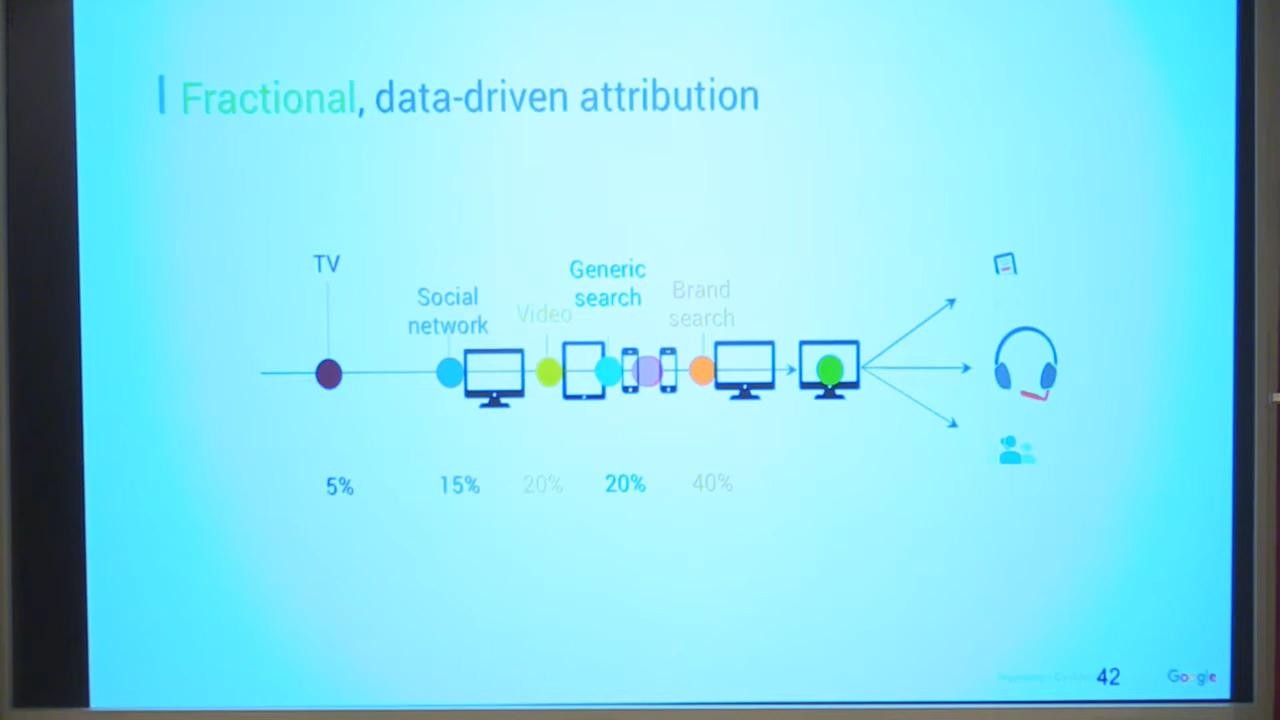 Fractional, data-driven attribution
TV
Social
network
Video
Generic
search
Brand
search
5%
15%
20%
20%
40%
42
Google